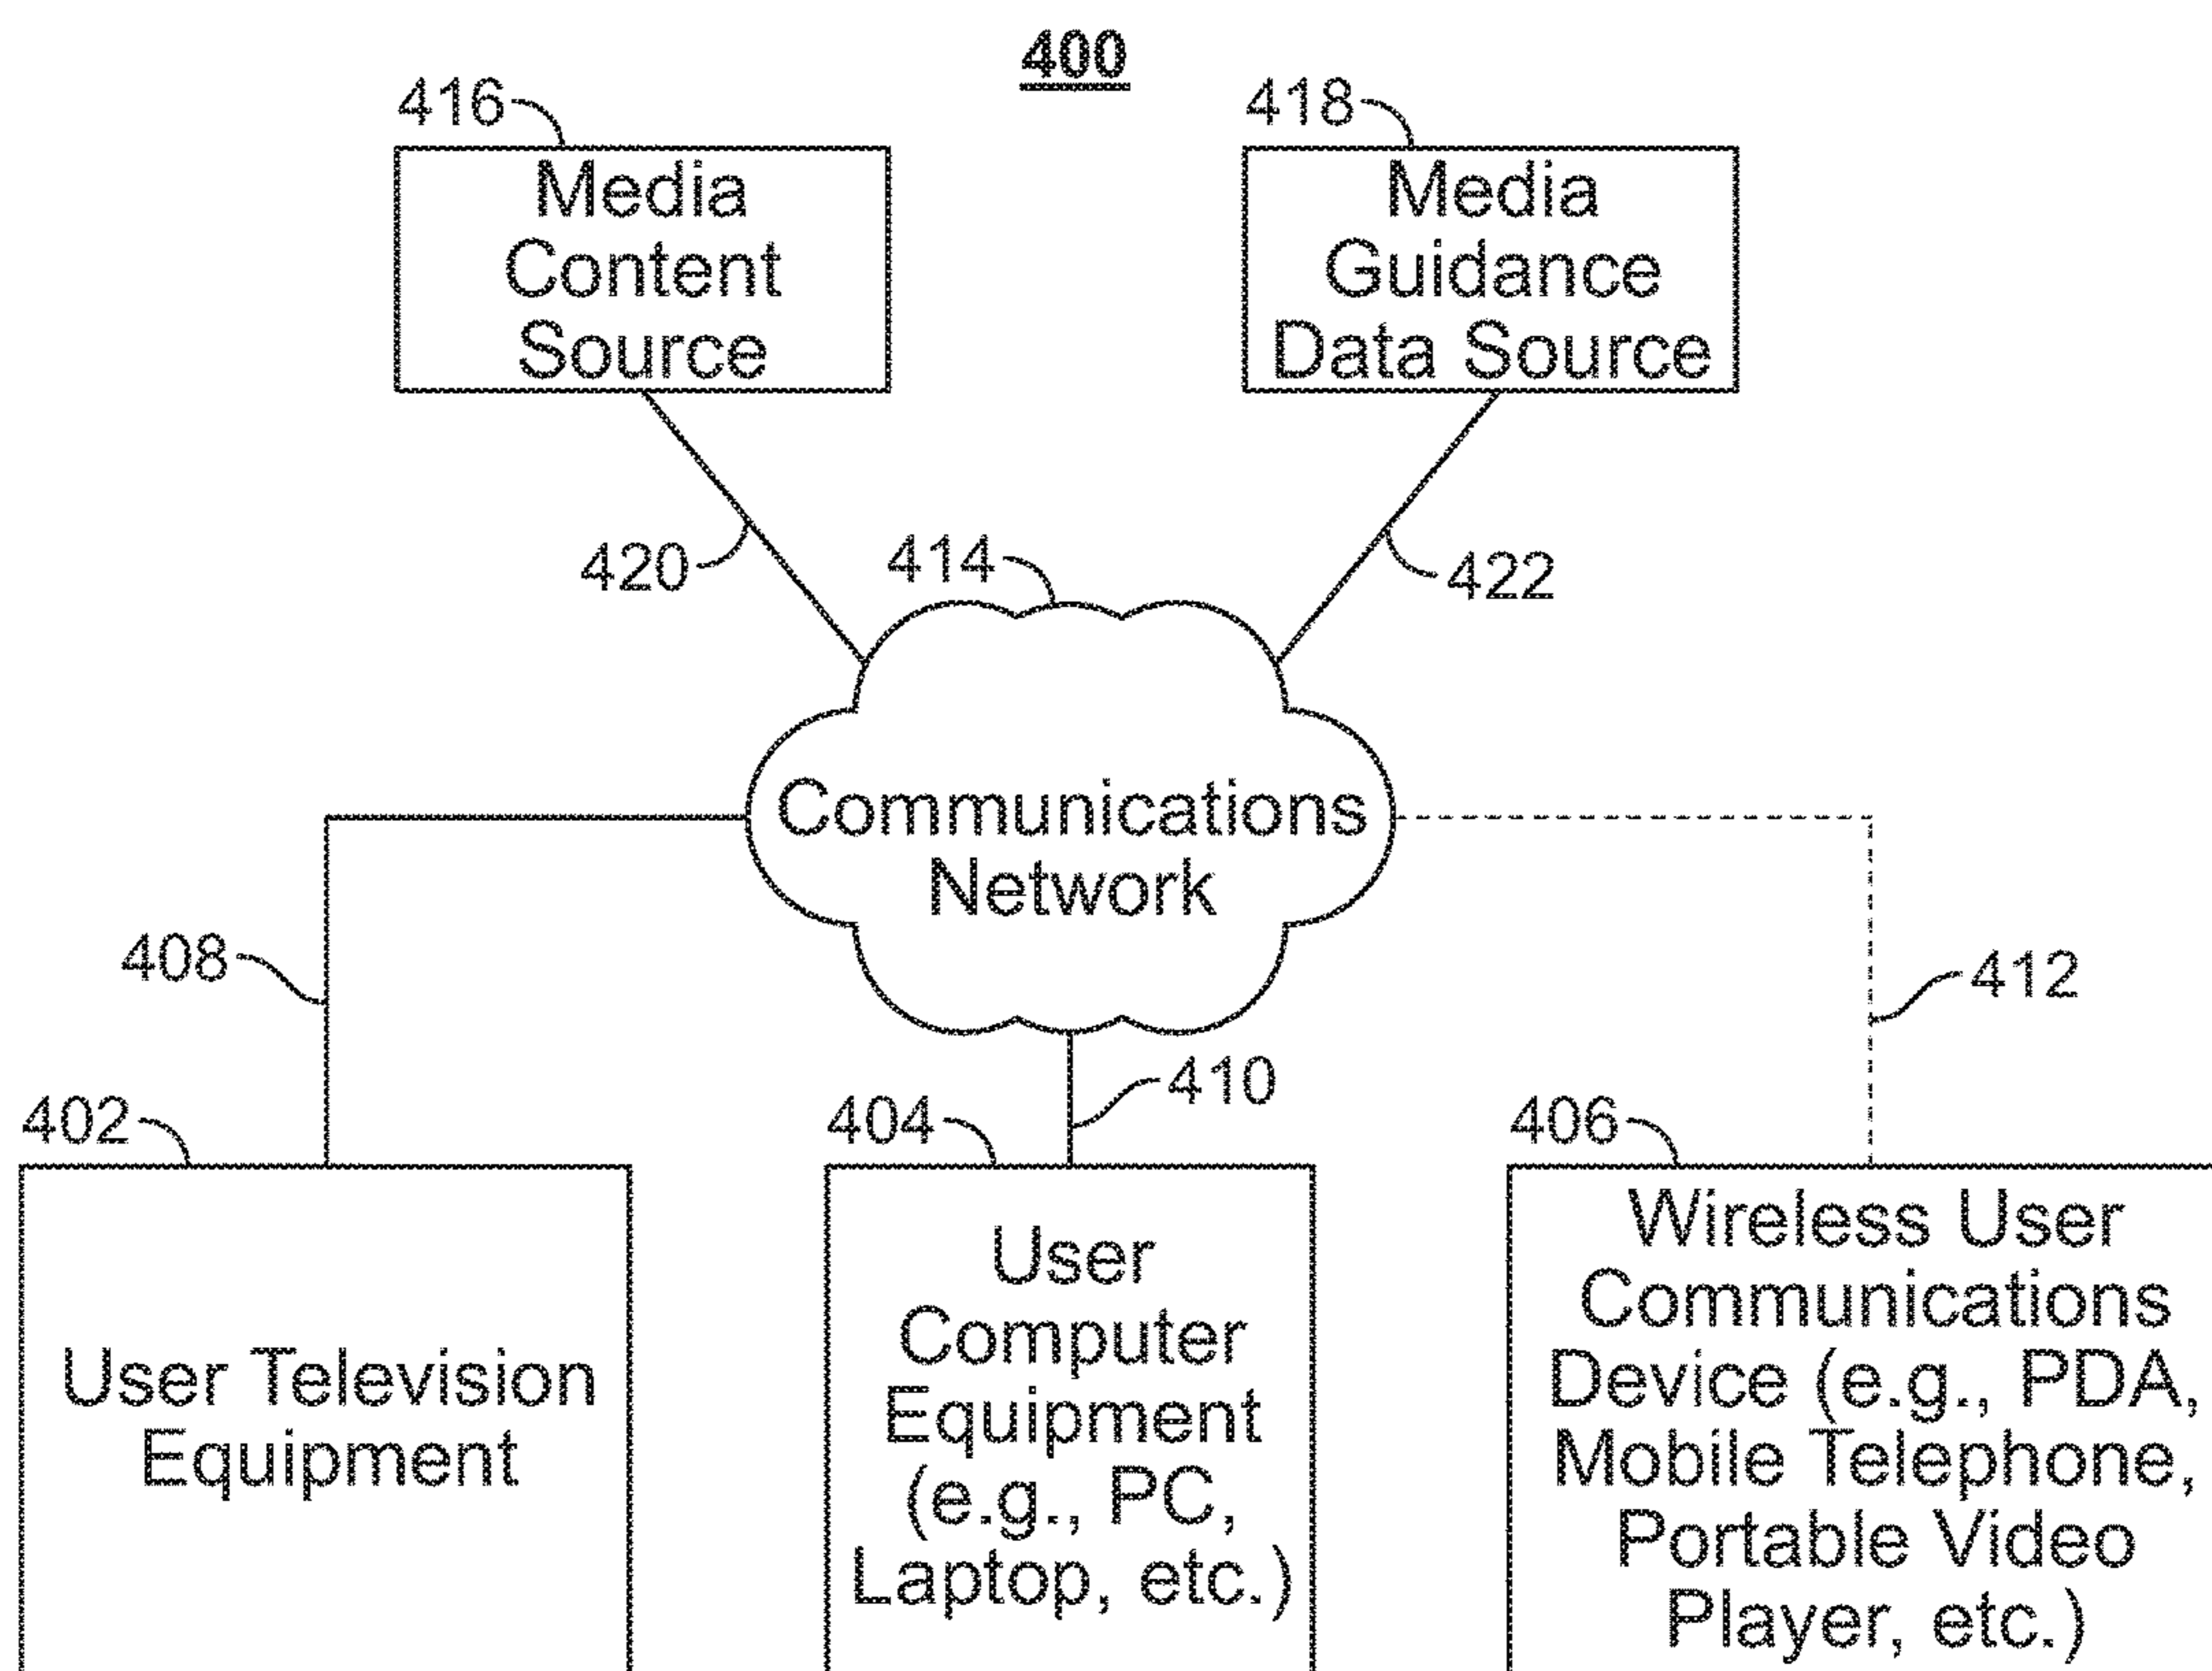 400
416
418
Media
Content
Source
Media
Guidance
Data Source
420
414
422
Communications
Network
408
412
410
402
404
406
User Television
Equipment
User
Computer
Equipment
(e.g., PC,
Laptop, etc.)
Wireless User
Communications
Device (e.g., PDA,
Mobile Telephone,
Portable Video
Player, etc.)